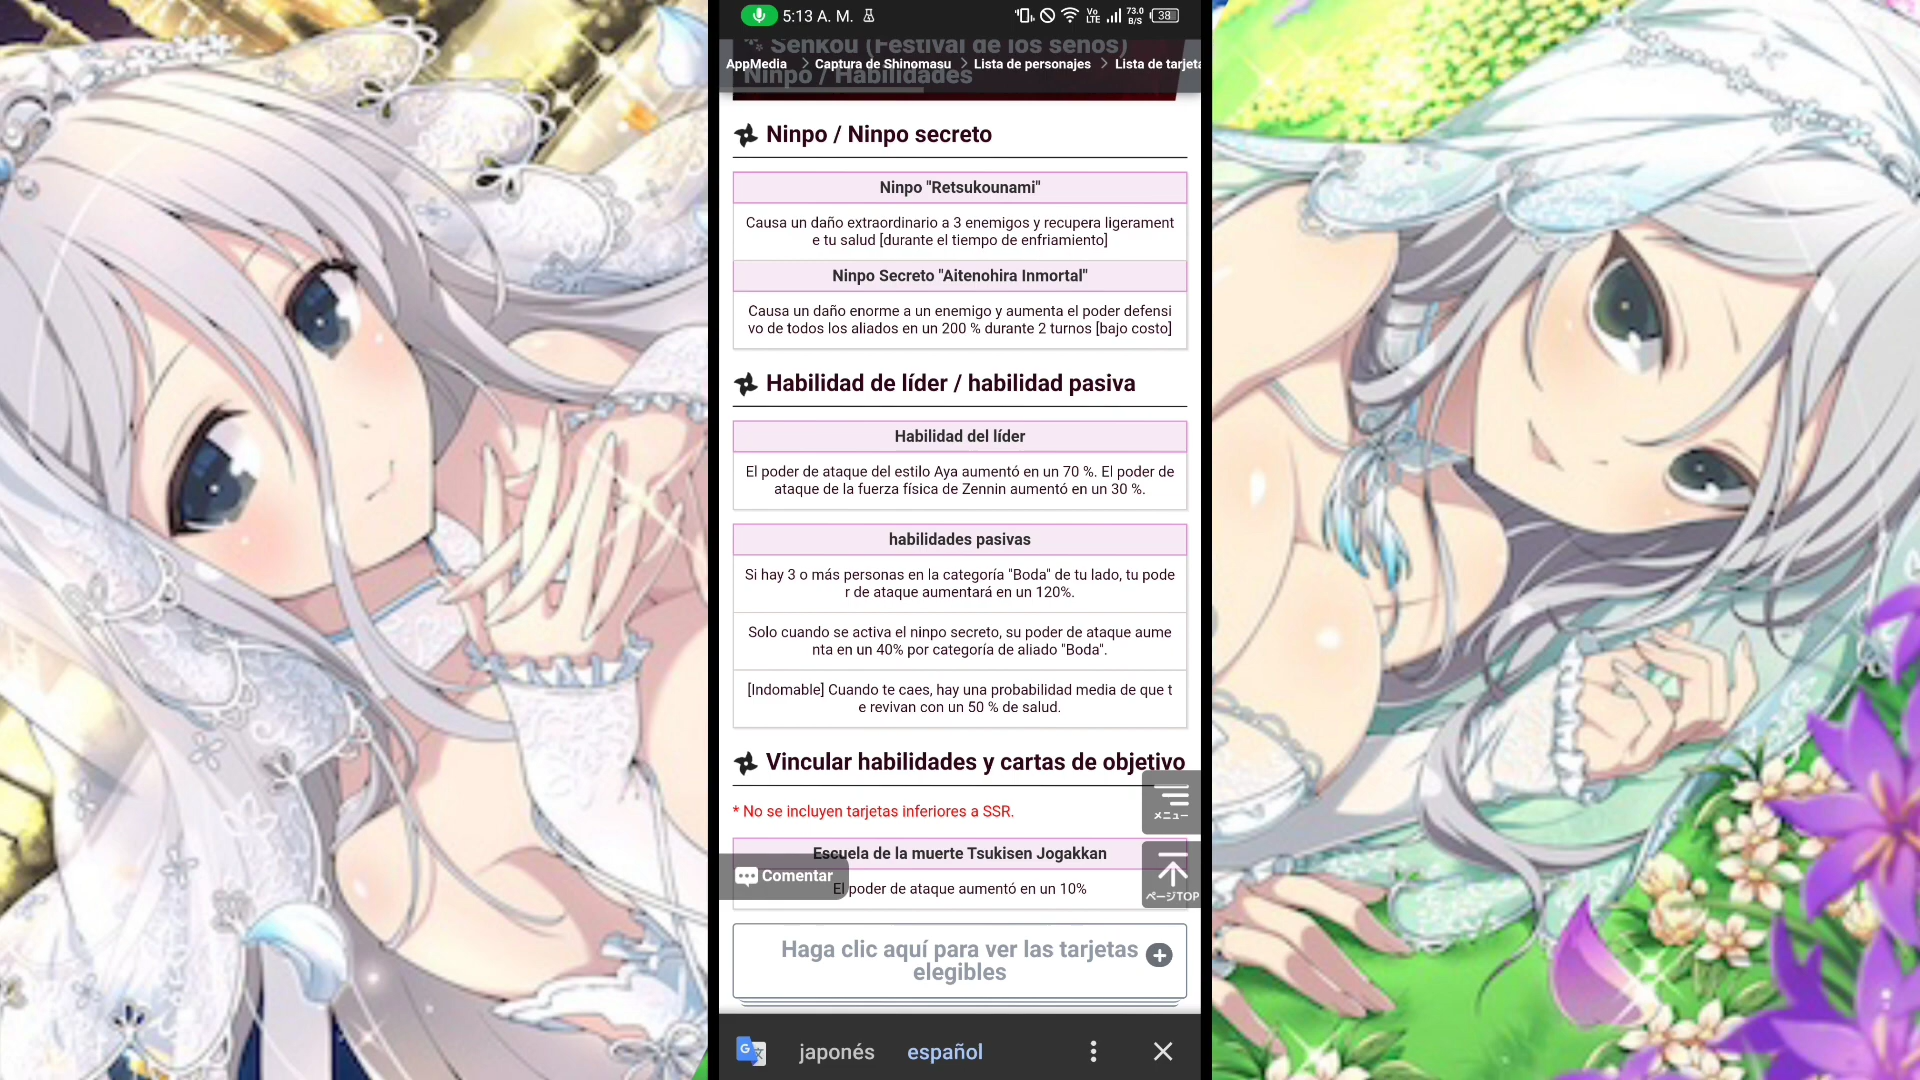 5:13 A. M.
Vo LTE 73.0 B/S 38
Senkou (Festival de los senos)
AppMedia > Captura de Shinomasu > Lista de personajes > Lista de tarjeta
Ninpo / Habilidades
Ninpo / Ninpo secreto
Ninpo "Retsukounami"
Causa un daño extraordinario a 3 enemigos y recupera ligerament
e tu salud [durante el tiempo de enfriamiento]
Ninpo Secreto "Aitenohira Inmortal"
Causa un daño enorme a un enemigo y aumenta el poder defensi
vo de todos los aliados en un 200 % durante 2 turnos [bajo costo]
Habilidad de líder / habilidad pasiva
Habilidad del líder
El poder de ataque del estilo Aya aumentó en un 70 %. El poder de
ataque de la fuerza física de Zennin aumentó en un 30 %.
habilidades pasivas
Si hay 3 o más personas en la categoría "Boda" de tu lado, tu pode
r de ataque aumentará en un 120%.
Solo cuando se activa el ninpo secreto, su poder de ataque aume
nta en un 40% por categoría de aliado "Boda".
[Indomable] Cuando te caes, hay una probabilidad media de que t
e revivan con un 50 % de salud.
Vincular habilidades y cartas de objetivo
メニュー
* No se incluyen tarjetas inferiores a SSR.
Escuela de la muerte Tsukisen Jogakkan
Comentar
El poder de ataque aumentó en un 10%
ページTOP
Haga clic aquí para ver las tarjetas
elegibles
japonés español